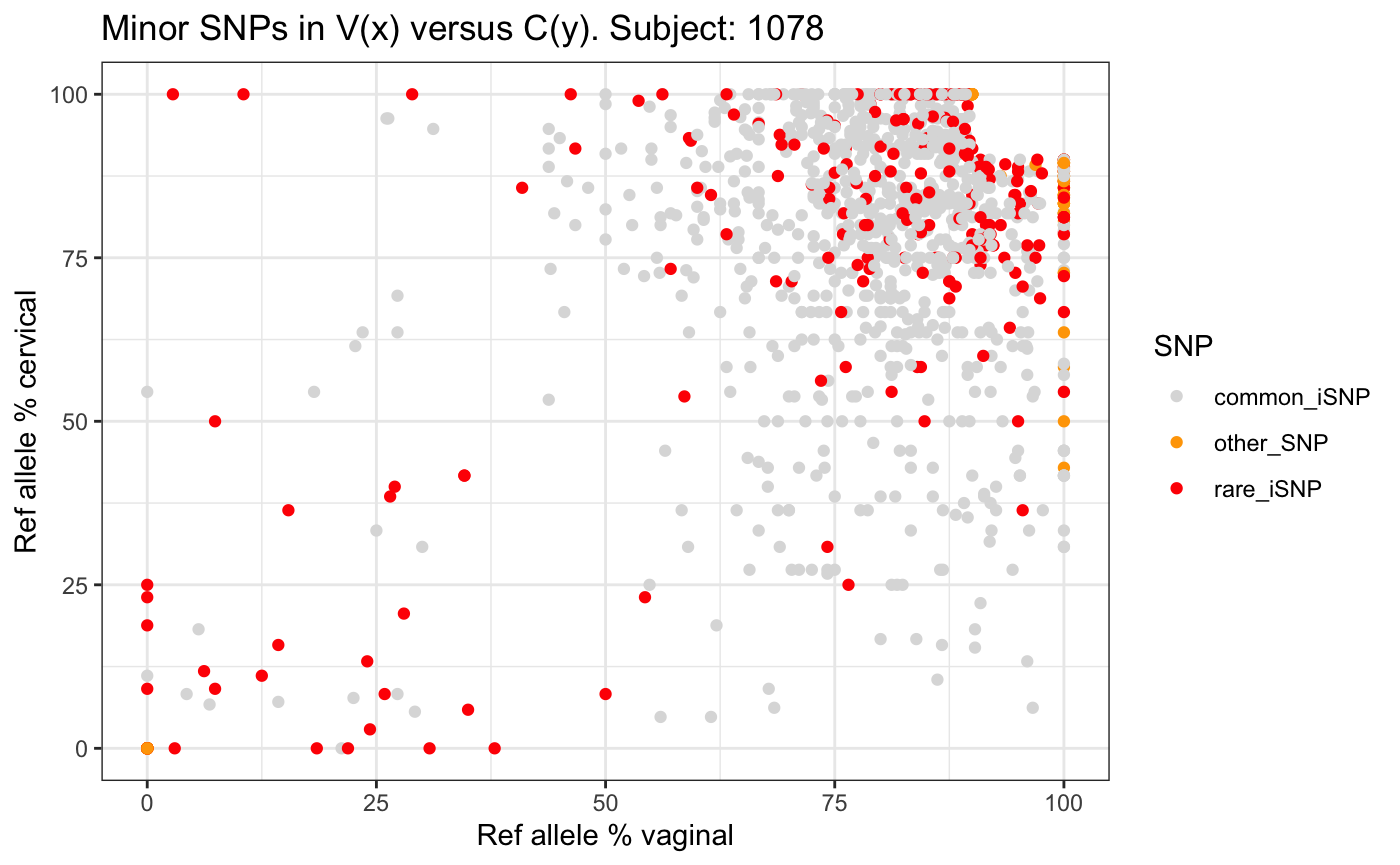 Minor SNPs in V(x) versus C(y). Subject: 1078
Ref allele % cervical
100
75
50
25
0
0 25 50 75 100
Ref allele % vaginal
SNP
common_iSNP
other_SNP
rare_iSNP